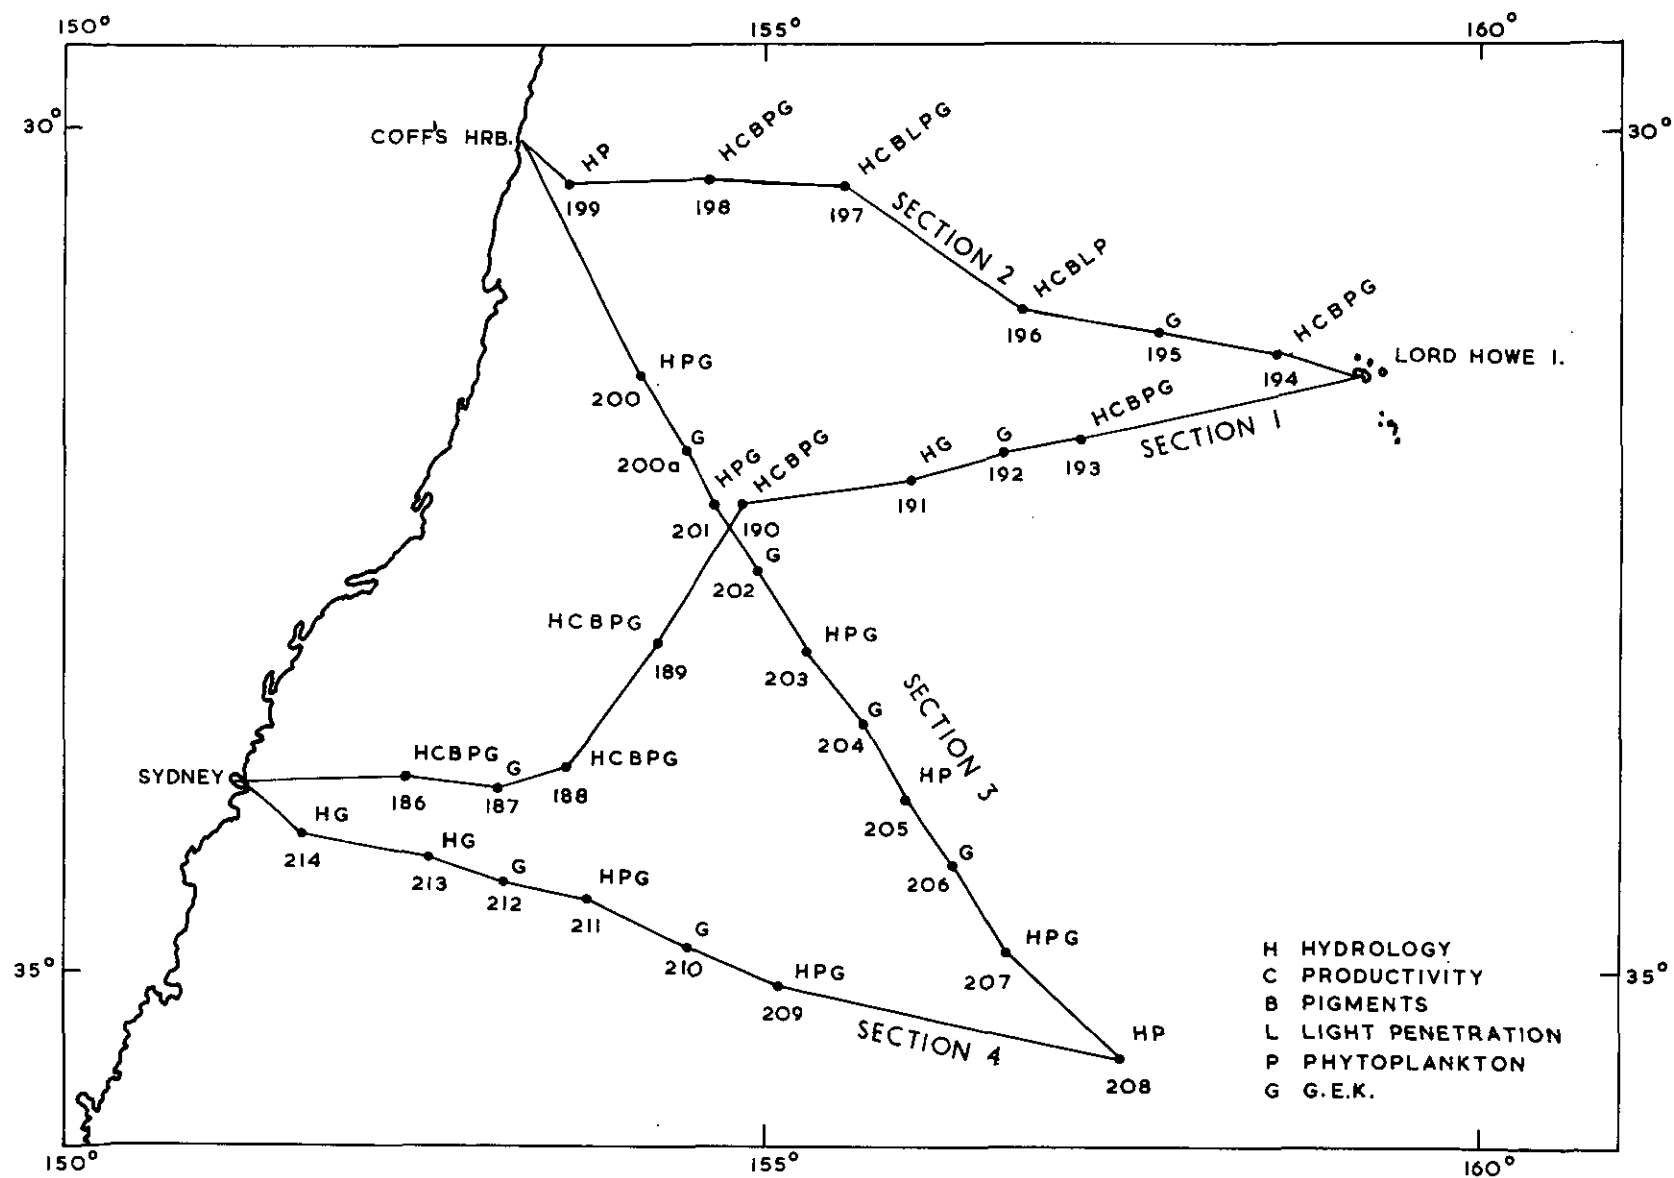 150°
155°
160°
30°
30°
COFF'S HRB.
HP
HCBPG
HCBLPG
199
198
197
SECTION 2
HCBLP
196
G
195
HCBPG
194
LORD HOWE I.
HPG
200
G
200a
HPG
HCBPG
201
190
HG
191
G
192
HCBPG
193
SECTION 1
G
202
HCBPG
189
HPG
203
SECTION 3
G
204
SYDNEY
HCBPG
186
G
187
HCBPG
188
HP
205
HG
214
HG
213
G
212
HPG
211
G
206
G
210
HPG
209
HPG
207
SECTION 4
HP
208
H HYDROLOGY
C PRODUCTIVITY
B PIGMENTS
L LIGHT PENETRATION
P PHYTOPLANKTON
G G.E.K.
35°
35°
150°
155°
160°